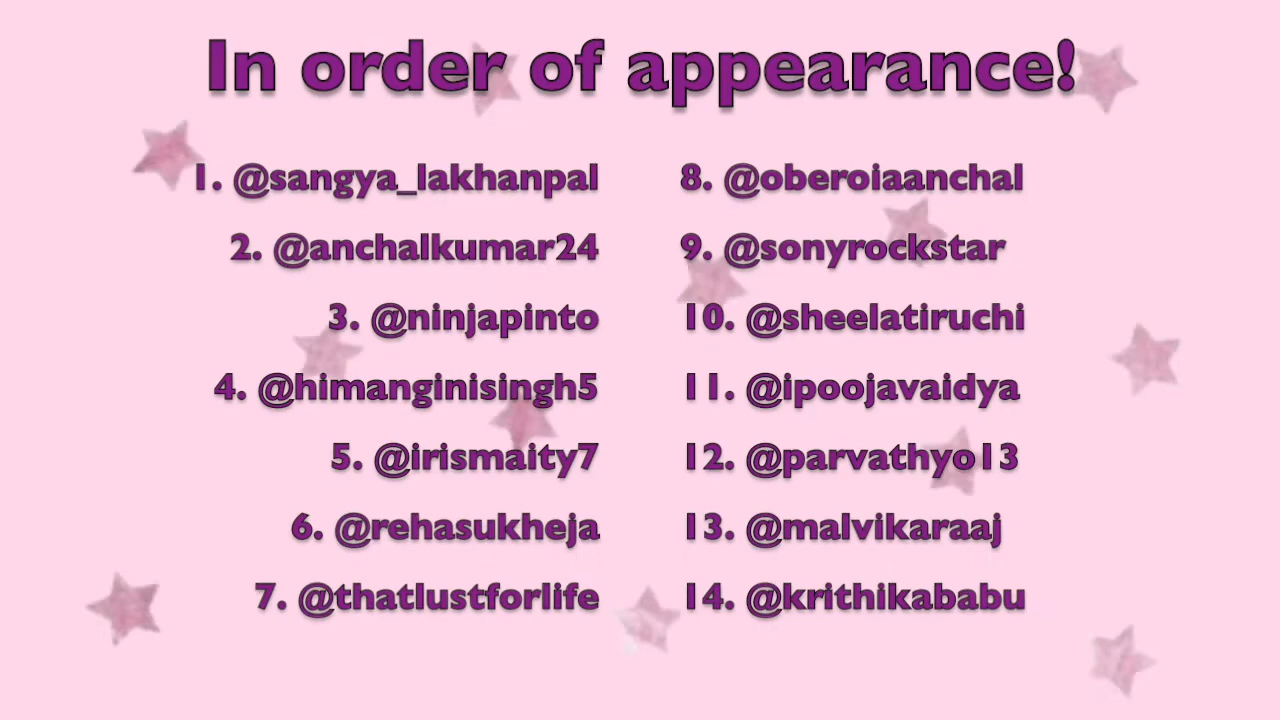 In order of appearance!
1. @sangya_lakhanpal
2. @anchalkumar24
3. @ninjapinto
4. @himanginisingh5
5. @irismaity7
6. @rehasukheja
7. @thatlustforlife
8. @oberoiaanchal
9. @sonyrockstar
10. @sheelatiruchi
11. @ipoojavaidya
12. @parvathyo13
13. @malvikaraaj
14. @krithikababu